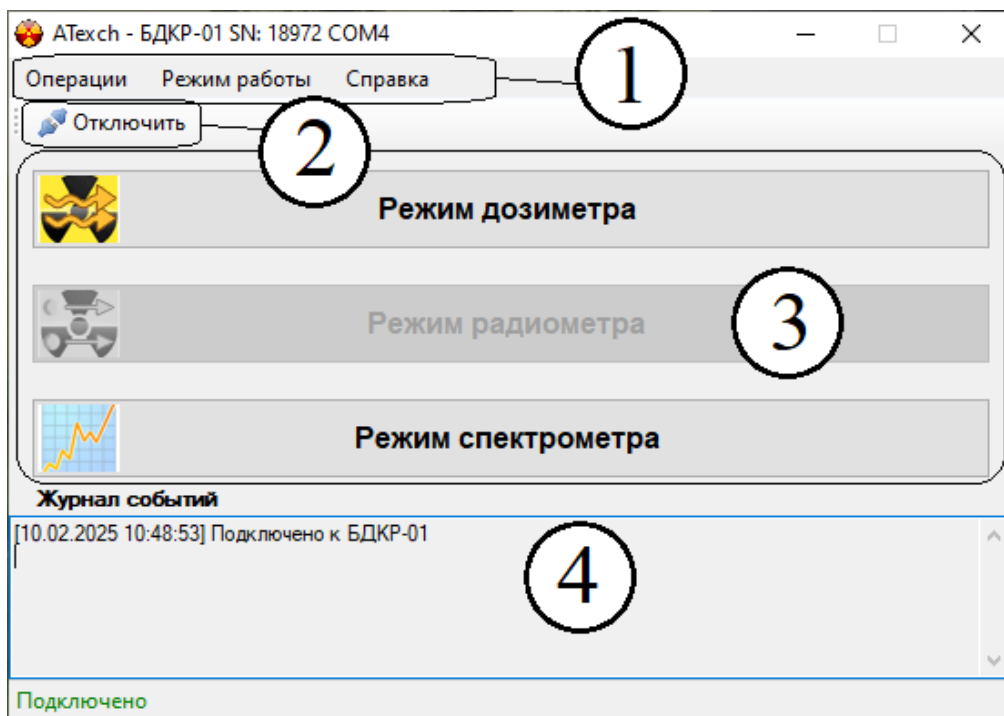 ATexch - БДКР-01 SN: 18972 COM4
Операции Режим работы Справка
1
Отключить
2
Режим дозиметра
Режим радиометра
3
Режим спектрометра
Журнал событий
[10.02.2025 10:48:53] Подключено к БДКР-01
4
Подключено